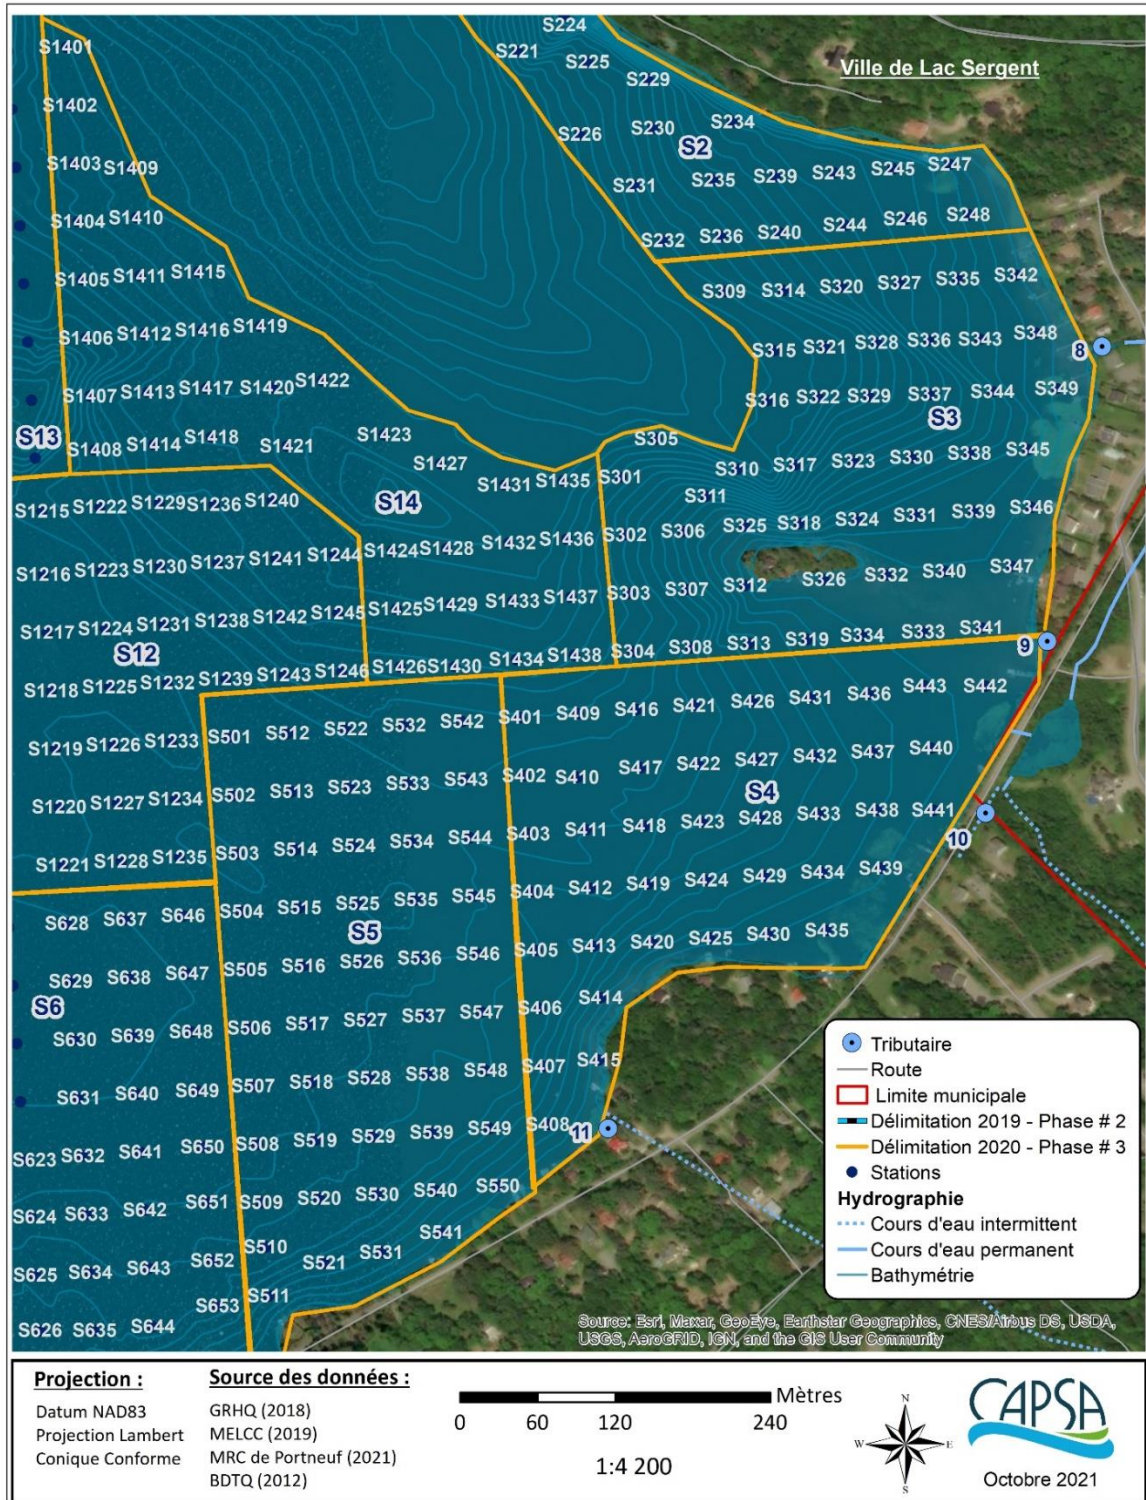 S224
S1401 S221 S225
Ville de Lac Sergent
S229
S1402
S226 S230 S234
S2
S1403 S1409 S231 S235 S239 S243 S245 S247
S1404 S1410 S232 S236 S240 S244 S246 S248
S1405 S1411 S1415 S309 S314 S320 S327 S335 S342
S1406 S1412 S1416 S1419 S315 S321 S328 S336 S343 S348
8
S1407 S1413 S1417 S1420 S1422 S316 S322 S329 S337 S344 S349
S3
S13
S1408 S1414 S1418 S1421 S1423 S305
S1427 S1431 S1435 S301 S310 S317 S323 S330 S338 S345
S14
S311
S1215 S1222 S1229 S1236 S1240
S1424 S1428 S1432 S1436 S302 S306 S325 S318 S324 S331 S339 S346
S1216 S1223 S1230 S1237 S1241 S1244
S1425 S1429 S1433 S1437 S303 S307 S312 S326 S332 S340 S347
S1217 S1224 S1231 S1238 S1242 S1245
S12
S1426 S1430 S1434 S1438 S304 S308 S313 S319 S334 S333 S341
9
S1218 S1225 S1232 S1239 S1243 S1246
S1219 S1226 S1233 S501 S512 S522 S532 S542 S401 S409 S416 S421 S426 S431 S436 S443 S442
S1220 S1227 S1234 S502 S513 S523 S533 S543 S402 S410 S417 S422 S427 S432 S437 S440
S4
S1221 S1228 S1235 S503 S514 S524 S534 S544 S403 S411 S418 S423 S428 S433 S438 S441
10
S628 S637 S646 S504 S515 S525 S535 S545 S404 S412 S419 S424 S429 S434 S439
S5
S629 S638 S647 S505 S516 S526 S536 S546 S405 S413 S420 S425 S430 S435
S6
S630 S639 S648 S506 S517 S527 S537 S547 S406 S414
S631 S640 S649 S507 S518 S528 S538 S548 S407 S415
S623 S632 S641 S650 S508 S519 S529 S539 S549 S408
11
S624 S633 S642 S651 S509 S520 S530 S540 S550
S625 S634 S643 S652 S510 S521 S531 S541
S626 S635 S644 S653 S511
Tributaire
Route
Limite municipale
Délimitation 2019 - Phase # 2
Délimitation 2020 - Phase # 3
Stations
Hydrographie
Cours d'eau intermittent
Cours d'eau permanent
Bathymétrie
Source: Esri, Maxar, GeoEye, Earthstar Geographics, CNES/Airbus DS, USDA,
USGS, AeroGRID, IGN, and the GIS User Community
Projection :
Datum NAD83
Projection Lambert
Conique Conforme
Source des données :
GRHQ (2018)
MELCC (2019)
MRC de Portneuf (2021)
BDTQ (2012)
Mètres
0 60 120 240
1:4 200
N
W E
S
CAPSA
Octobre 2021